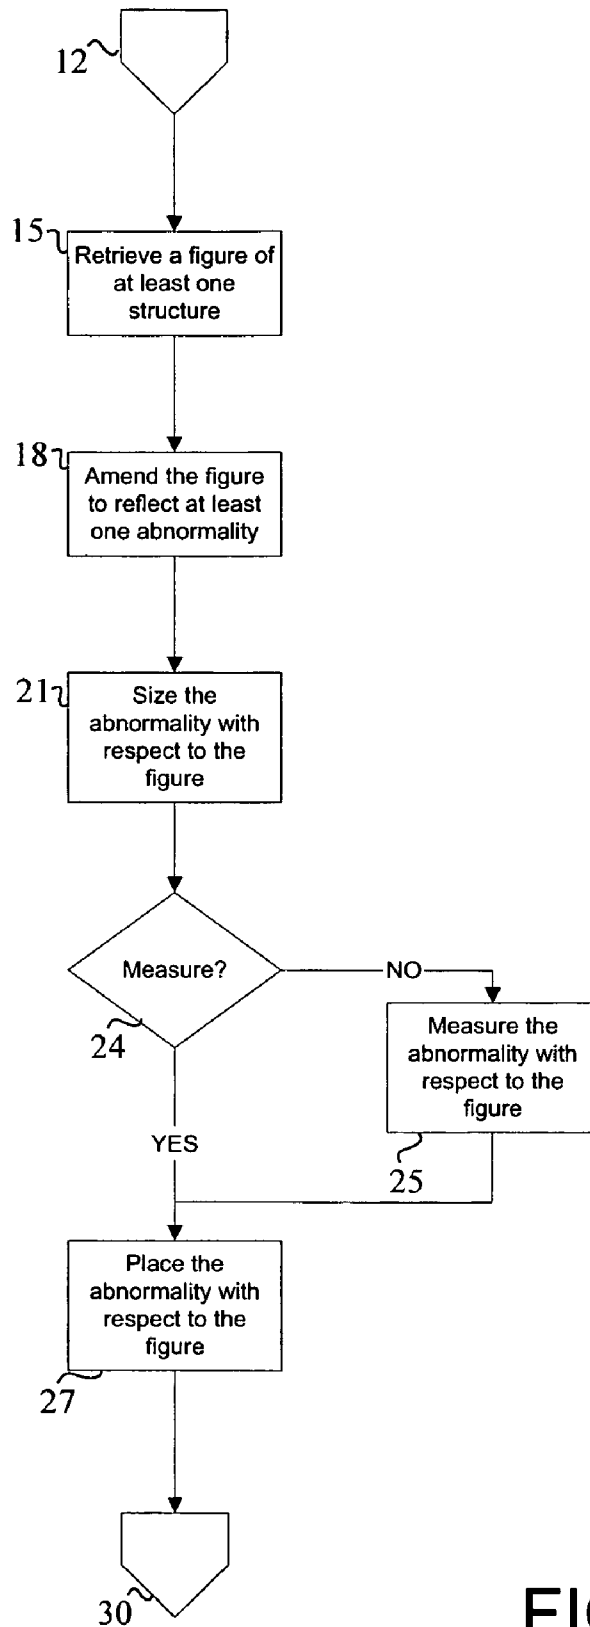 12
15
Retrieve a figure of
at least one
structure
18
Amend the figure
to reflect at least
one abnormality
21
Size the
abnormality with
respect to the
figure
Measure?
NO
24
Measure the
abnormality with
respect to the
figure
YES
25
Place the
abnormality with
respect to the
figure
27
30